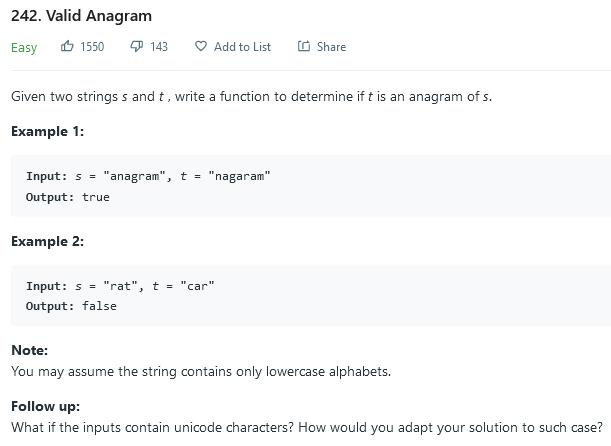 242. Valid Anagram
Easy 1550 143 Add to List Share
Given two strings s and t , write a function to determine if t is an anagram of s.
Example 1:
Input: s = "anagram", t = "nagaram"
Output: true
Example 2:
Input: s = "rat", t = "car"
Output: false
Note:
You may assume the string contains only lowercase alphabets.
Follow up:
What if the inputs contain unicode characters? How would you adapt your solution to such case?